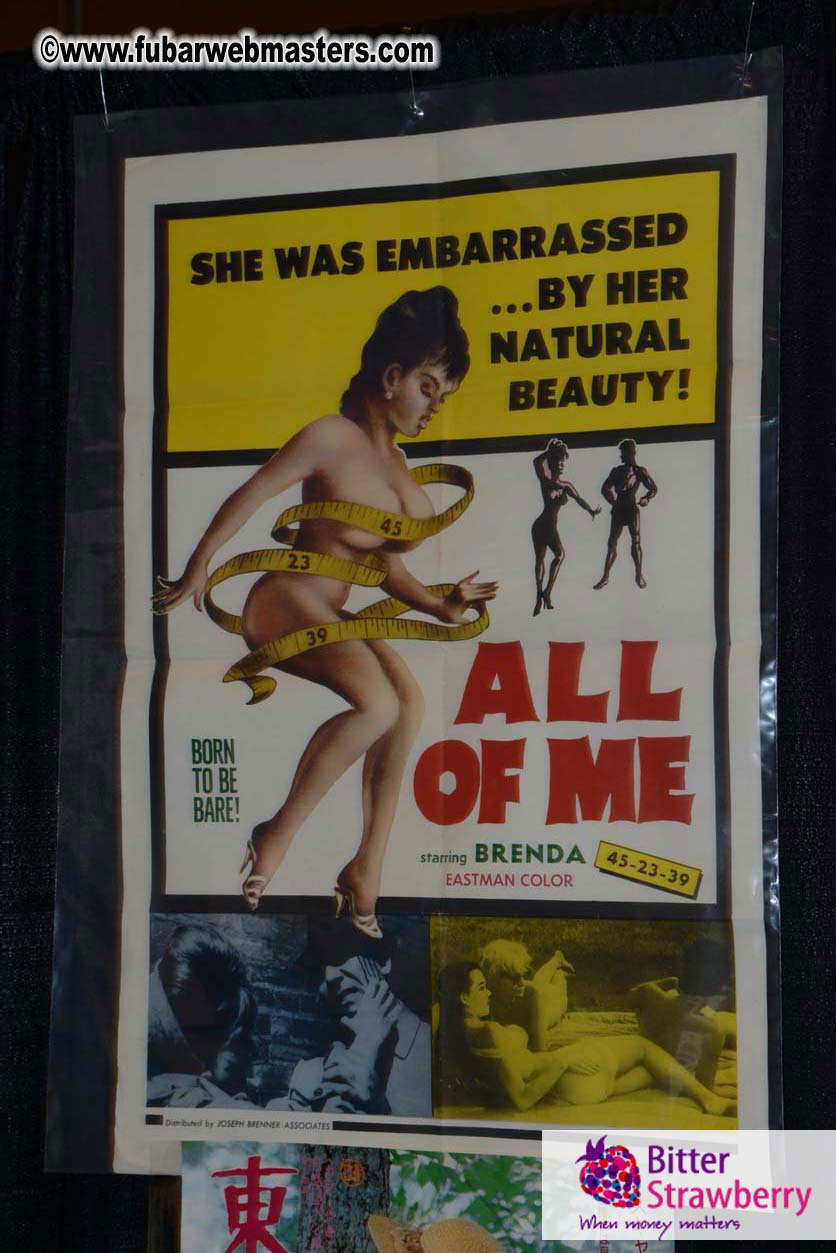 ©www.fubarwebmasters.com
SHE WAS EMBARRASSED
...BY HER
NATURAL
BEAUTY!
45
23
39
ALL
OF ME
BORN
TO BE
BARE!
starring BRENDA 45-23-39
EASTMAN COLOR
Distributed by JOSEPH BRENNER ASSOCIATES
東
Bitter
Strawberry
When money matters